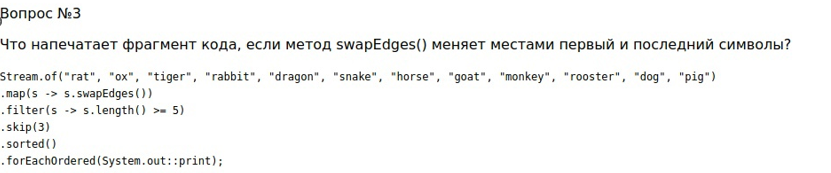 Вопрос №3
Что напечатает фрагмент кода, если метод swapEdges() меняет местами первый и последний символы?
Stream.of("rat", "ox", "tiger", "rabbit", "dragon", "snake", "horse", "goat", "monkey", "rooster", "dog", "pig")
.map(s -> s.swapEdges())
.filter(s -> s.length() >= 5)
.skip(3)
.sorted()
.forEachOrdered(System.out::print);